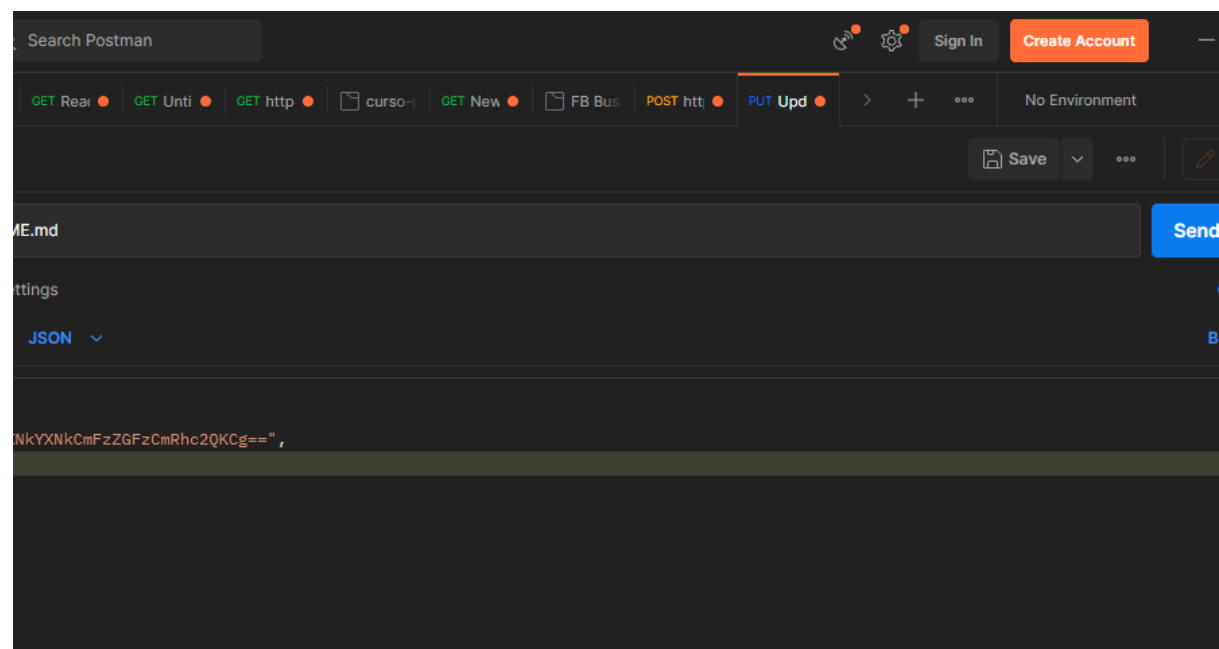 Search Postman
Sign In
Create Account
GET Read
GET Unti
GET http
curso-
GET New
FB Bus
POST htt
PUT Upd
No Environment
Save
ME.md
Send
ttings
JSON
B
NkYXNkCmFzZGFzCmRhc2QKCg==",